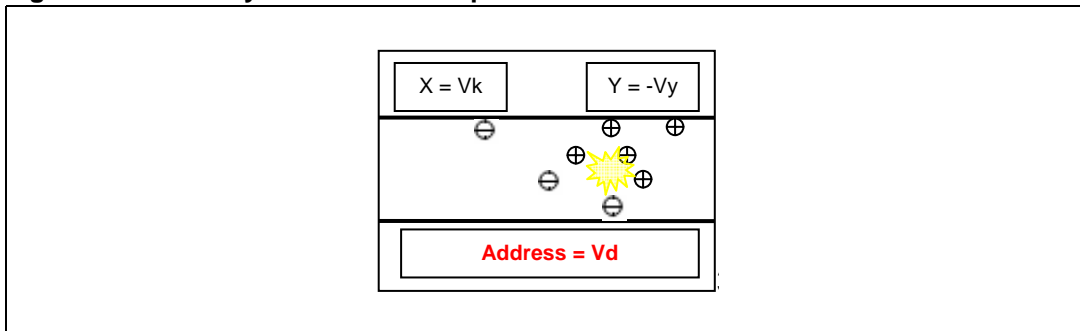 X = Vk
Y = -Vy
Address = Vd